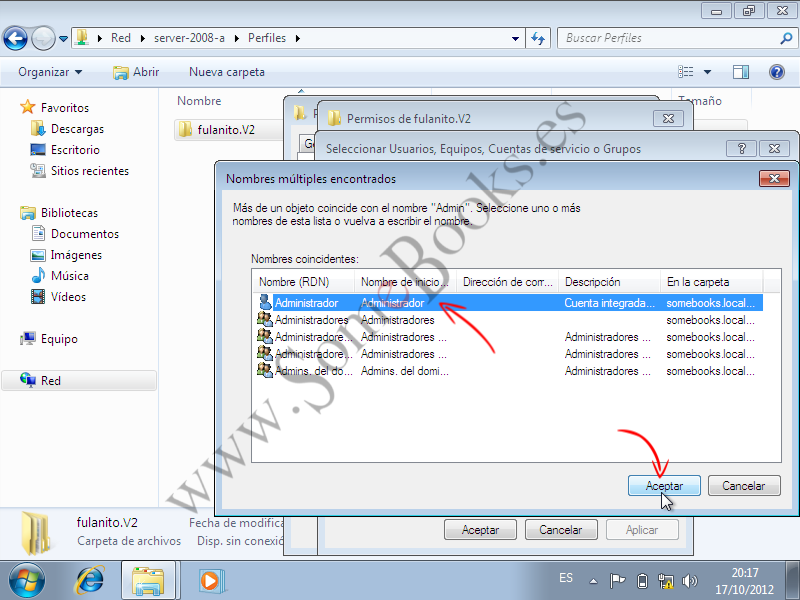 Red
server-2008-a
Perfiles
Buscar Perfiles
Organizar
Abrir
Nueva carpeta
Favoritos
Descargas
Escritorio
Sitios recientes
Bibliotecas
Documentos
Imágenes
Música
Vídeos
Equipo
Red
Nombre
Tamaño
fulanito.V2
Permisos de fulanito.V2
Seleccionar Usuarios, Equipos, Cuentas de servicio o Grupos
Nombres múltiples encontrados
Más de un objeto coincide con el nombre "Admin". Seleccione uno o más
nombres de esta lista o vuelva a escribir el nombre.
Nombres coincidentes:
Nombre (RDN) Nombre de inicio... Dirección de cor... Descripción En la carpeta
Administrador Administrador Cuenta integrada... somebooks.local...
Administradores Administradores somebooks.local...
Administradore... Administradores ... Administradores ... somebooks.local...
Administradore... Administradores ... Administradores ... somebooks.local...
Admins. del do... Admins. del domi... Administradores ... somebooks.local...
Aceptar
Cancelar
Aceptar
Cancelar
Aplicar
fulanito.V2
Carpeta de archivos
Fecha de modifica
Disp. sin conexió
ES
20:17
17/10/2012
www.SomeBooks.es